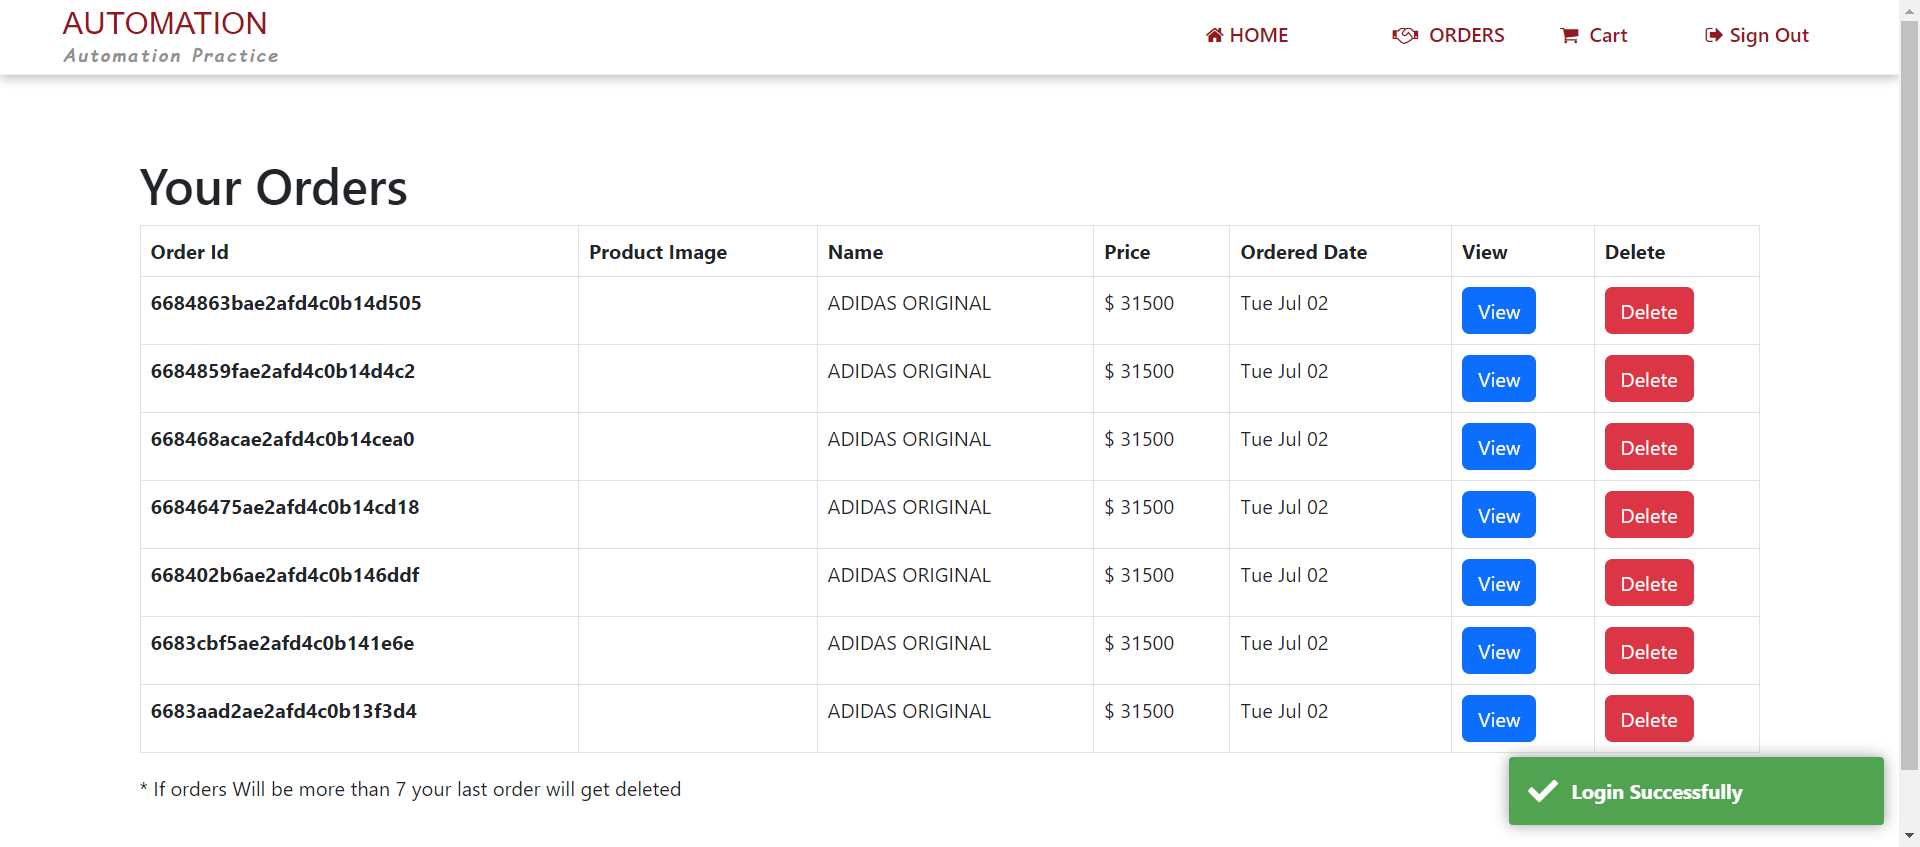 AUTOMATION
Automation Practice
HOME ORDERS Cart Sign Out
Your Orders
Order Id Product Image Name Price Ordered Date View Delete
6684863bae2afd4c0b14d505 ADIDAS ORIGINAL $ 31500 Tue Jul 02 View Delete
6684859fae2afd4c0b14d4c2 ADIDAS ORIGINAL $ 31500 Tue Jul 02 View Delete
668468acae2afd4c0b14cea0 ADIDAS ORIGINAL $ 31500 Tue Jul 02 View Delete
66846475ae2afd4c0b14cd18 ADIDAS ORIGINAL $ 31500 Tue Jul 02 View Delete
668402b6ae2afd4c0b146ddf ADIDAS ORIGINAL $ 31500 Tue Jul 02 View Delete
6683cbf5ae2afd4c0b141e6e ADIDAS ORIGINAL $ 31500 Tue Jul 02 View Delete
6683aad2ae2afd4c0b13f3d4 ADIDAS ORIGINAL $ 31500 Tue Jul 02 View Delete
* If orders Will be more than 7 your last order will get deleted
Login Successfully